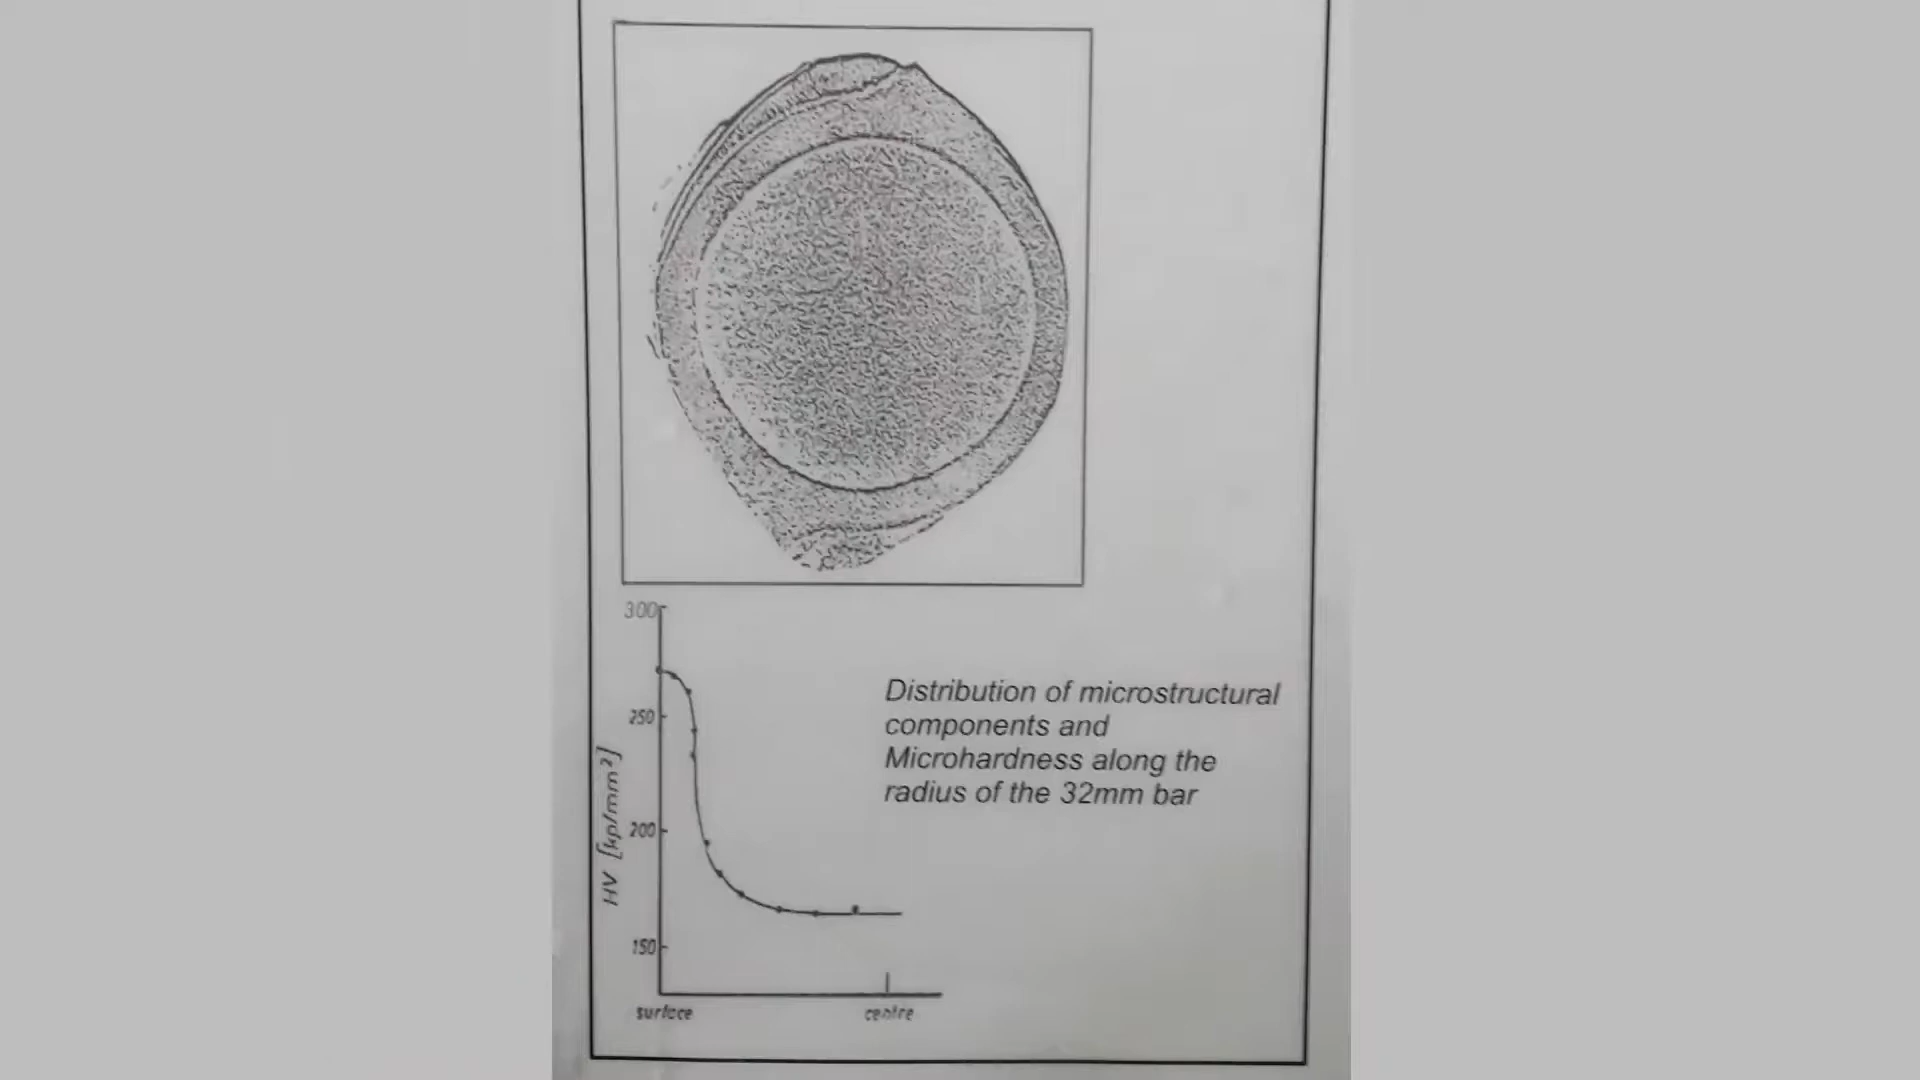 300
250
200
150
HV [kp/mm²]
surface
centre
Distribution of microstructural
components and
Microhardness along the
radius of the 32mm bar